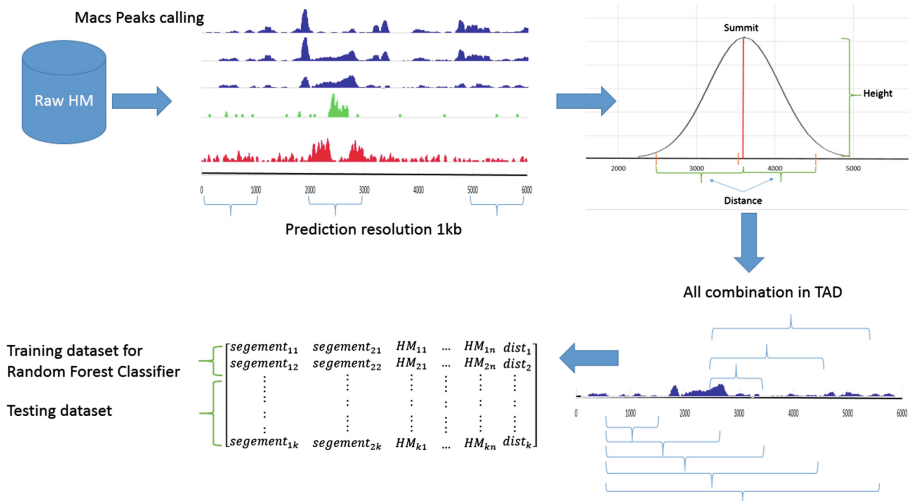 Macs Peaks calling
Raw HM
0 1000 2000 3000 4000 5000 6000
Prediction resolution 1kb
Summit
Height
2000 3000 4000 5000
Distance
All combination in TAD
0 1000 2000 3000 4000 5000 6000
Training dataset for
Random Forest Classifier
Testing dataset
segement₁₁ segement₂₁ HM₁₁ ... HM₁ₙ dist₁
segement₁₂ segement₂₂ HM₂₁ ... HM₂ₙ dist₂
segement₁ₖ segement₂ₖ HMₖ₁ ... HMₖₙ distₖ